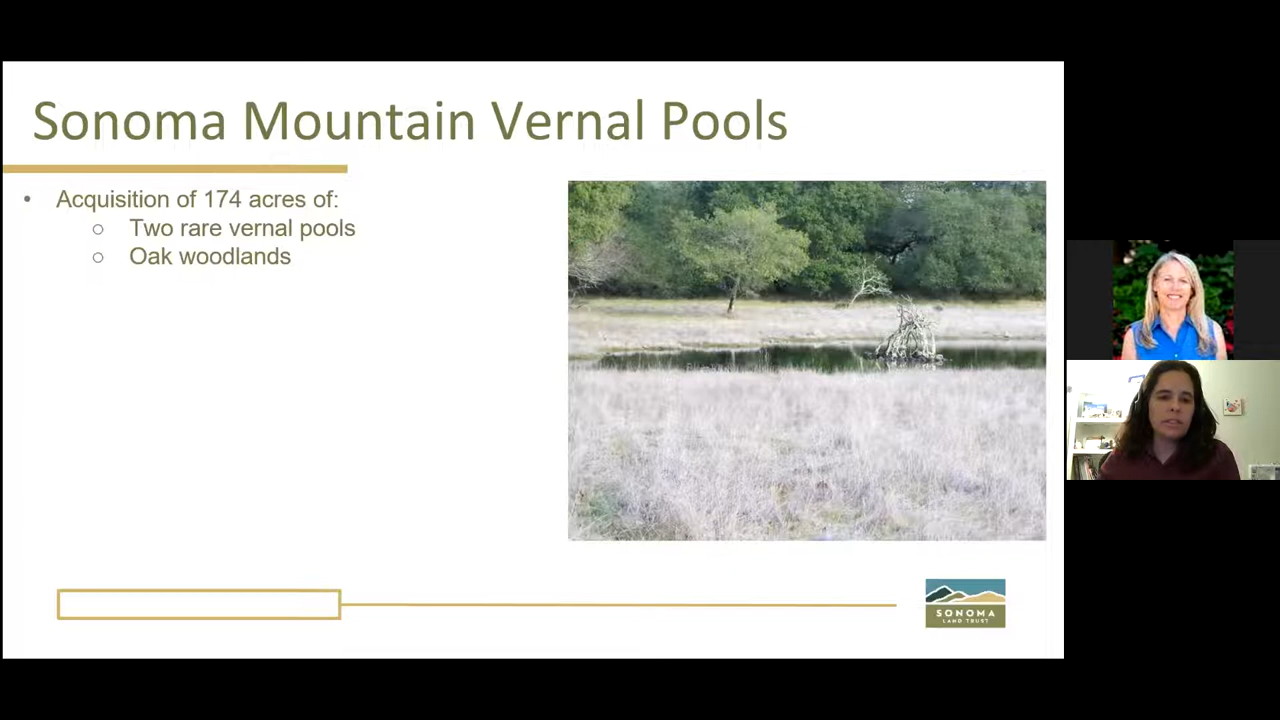 Sonoma Mountain Vernal Pools
• Acquisition of 174 acres of:
○ Two rare vernal pools
○ Oak woodlands
SONOMA
LAND TRUST